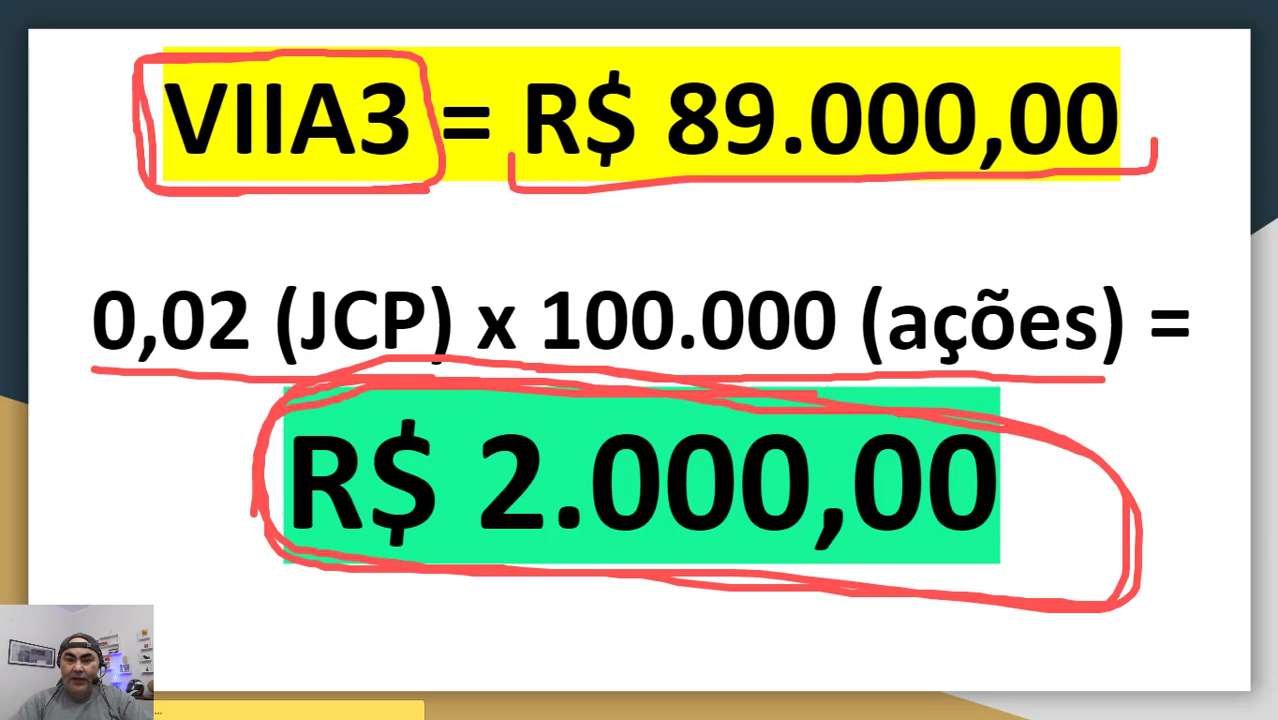 VIIA3 = R$ 89.000,00
0,02 (JCP) x 100.000 (ações) =
R$ 2.000,00
...